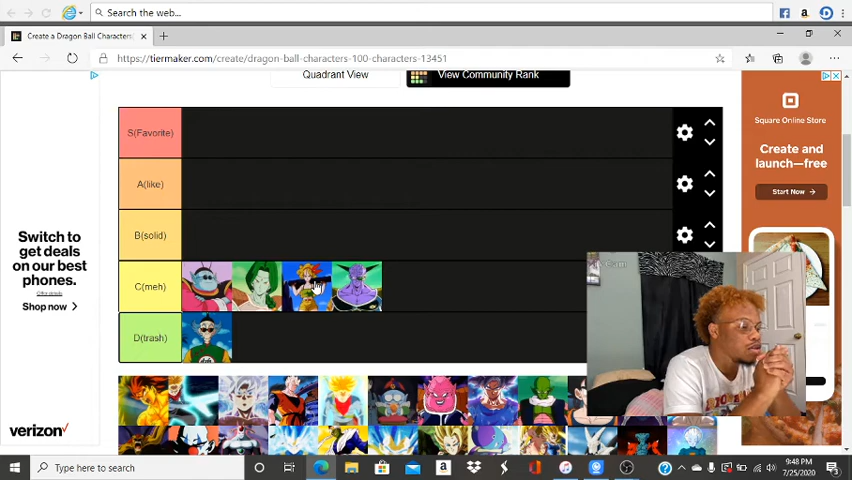 Search the web...
Create a Dragon Ball Characters
https://tiermaker.com/create/dragon-ball-characters-100-characters-13451
Quadrant View
View Community Rank
S(Favorite)
A(like)
B(solid)
C(meh)
D(trash)
Switch to
get deals
on our best
phones.
Shop now >
verizon✓
Square Online Store
Create and
launch—free
Start Now >
Type here to search
9:48 PM
7/25/2020